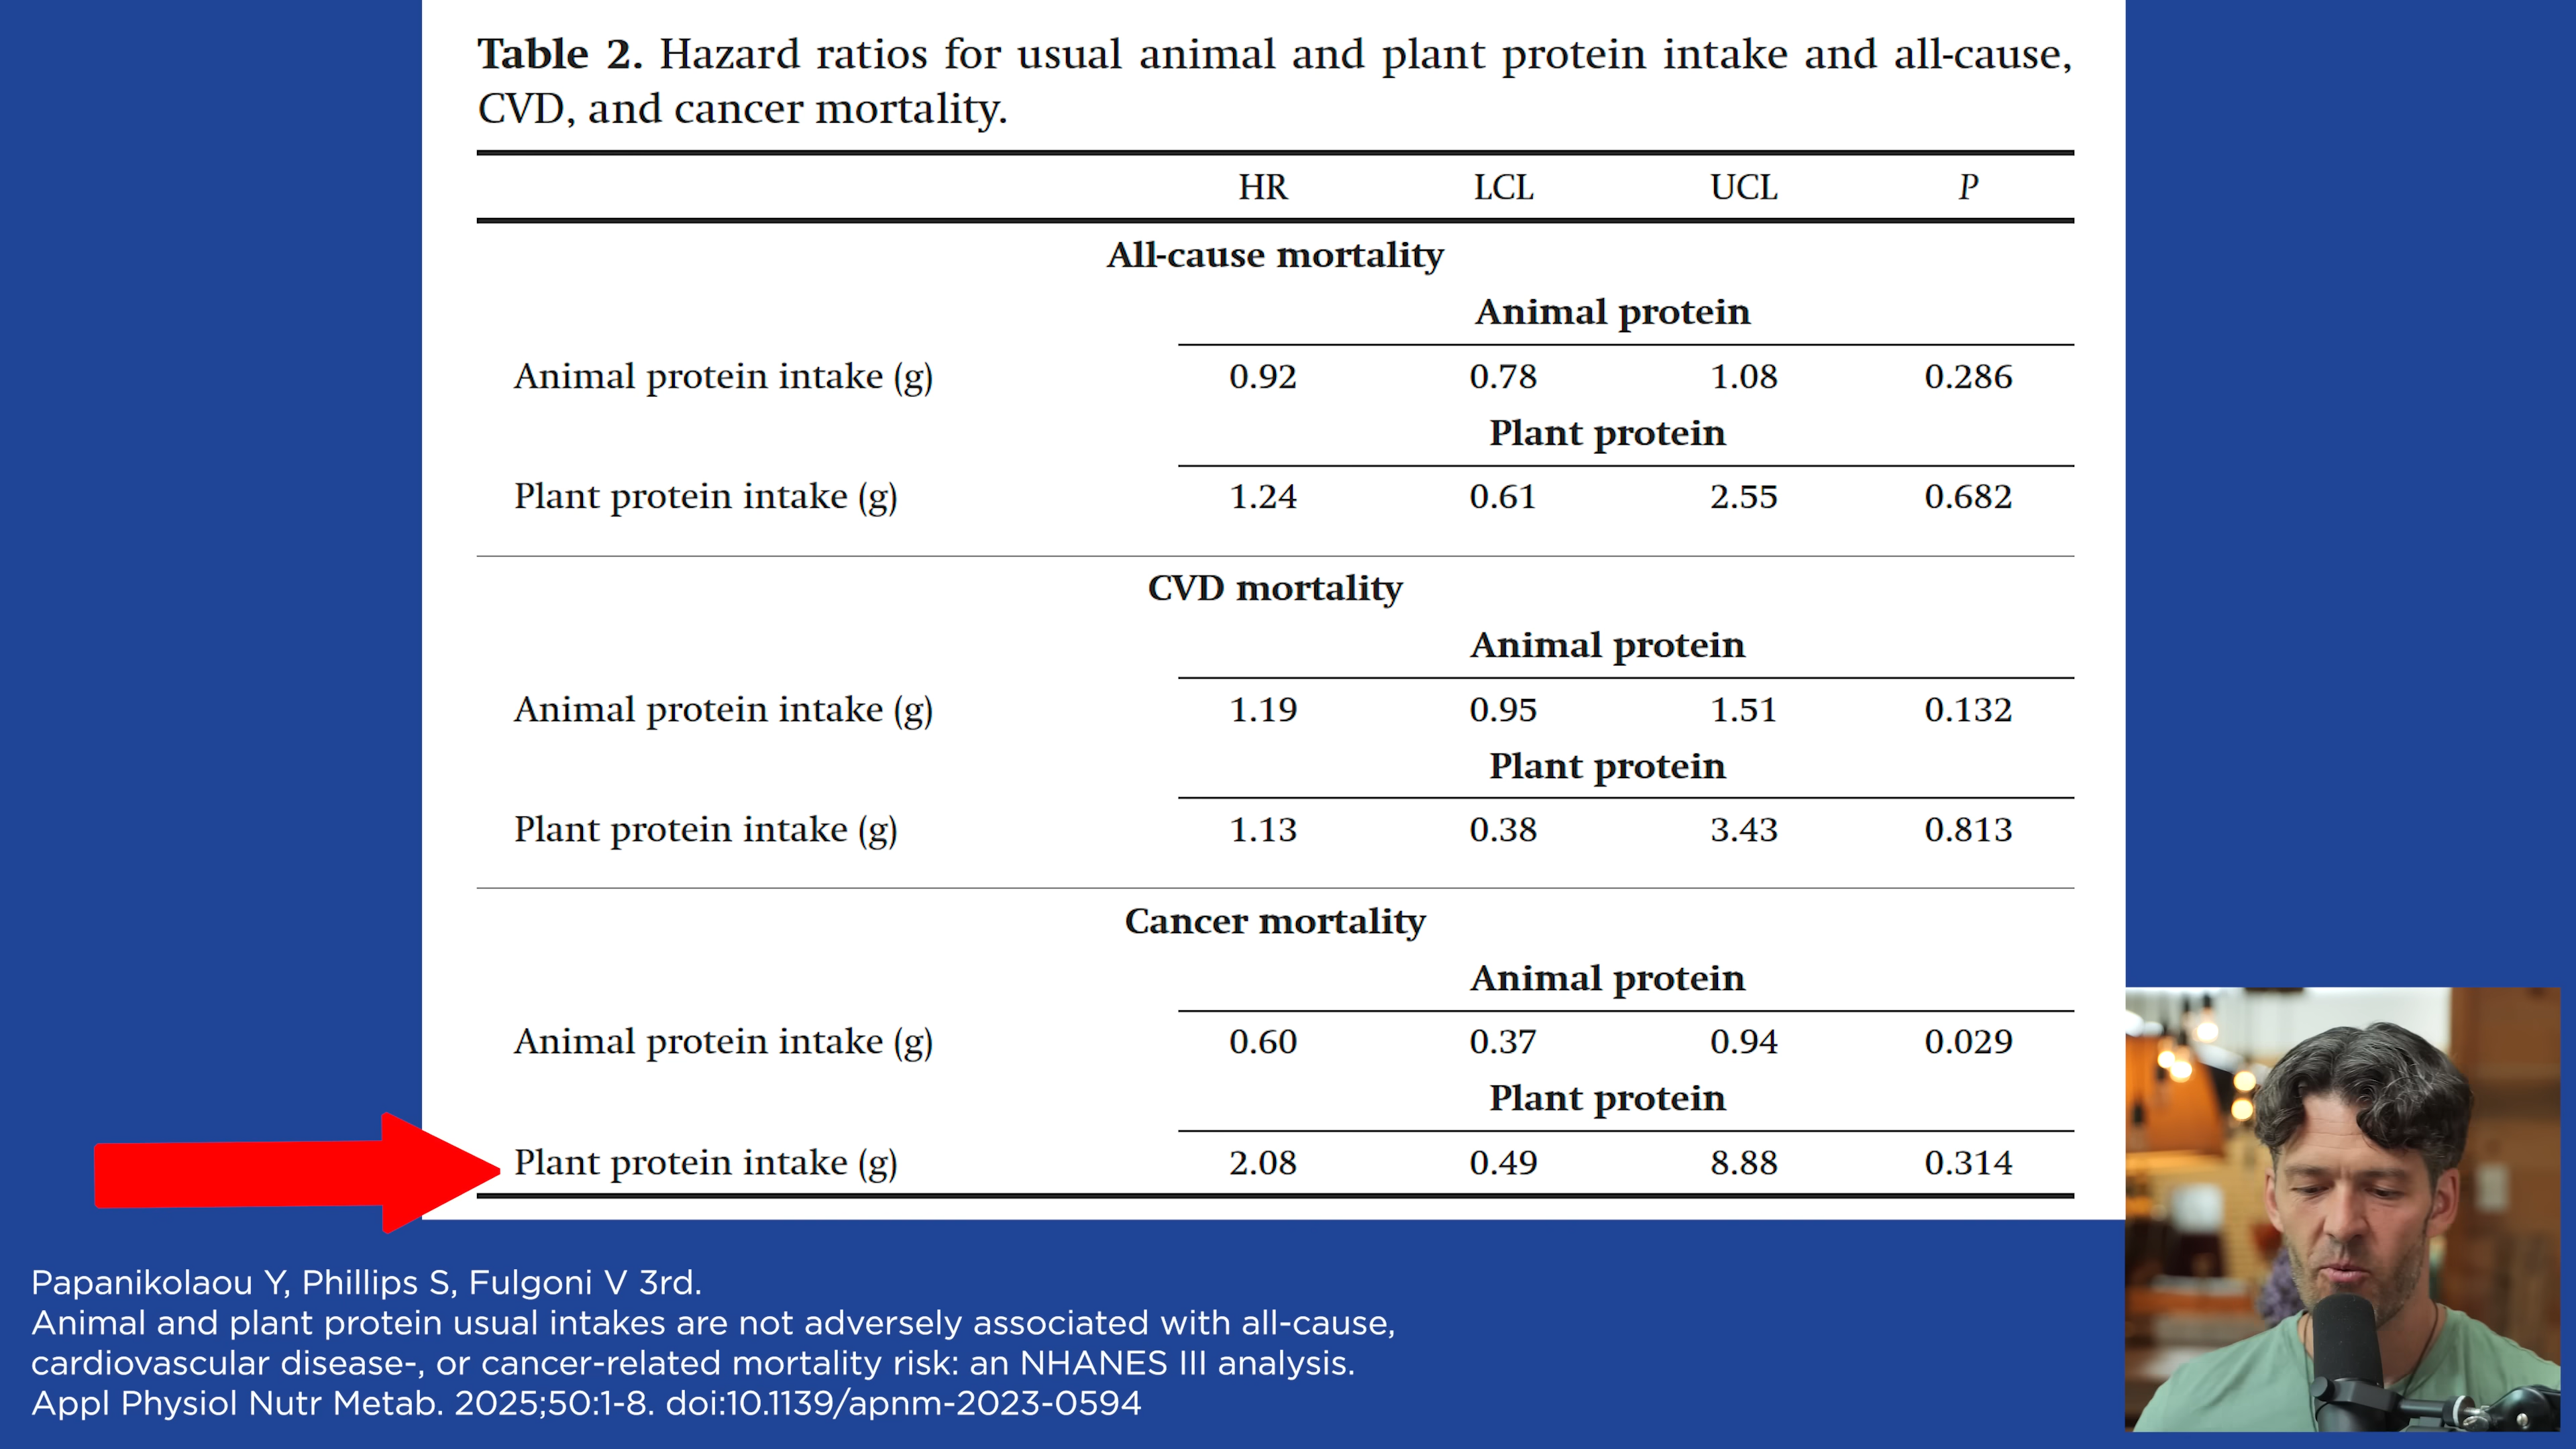 Table 2. Hazard ratios for usual animal and plant protein intake and all-cause,
CVD, and cancer mortality.
HR LCL UCL P
All-cause mortality
Animal protein
Animal protein intake (g) 0.92 0.78 1.08 0.286
Plant protein
Plant protein intake (g) 1.24 0.61 2.55 0.682
CVD mortality
Animal protein
Animal protein intake (g) 1.19 0.95 1.51 0.132
Plant protein
Plant protein intake (g) 1.13 0.38 3.43 0.813
Cancer mortality
Animal protein
Animal protein intake (g) 0.60 0.37 0.94 0.029
Plant protein
Plant protein intake (g) 2.08 0.49 8.88 0.314
Papanikolaou Y, Phillips S, Fulgoni V 3rd.
Animal and plant protein usual intakes are not adversely associated with all-cause,
cardiovascular disease-, or cancer-related mortality risk: an NHANES III analysis.
Appl Physiol Nutr Metab. 2025;50:1-8. doi:10.1139/apnm-2023-0594